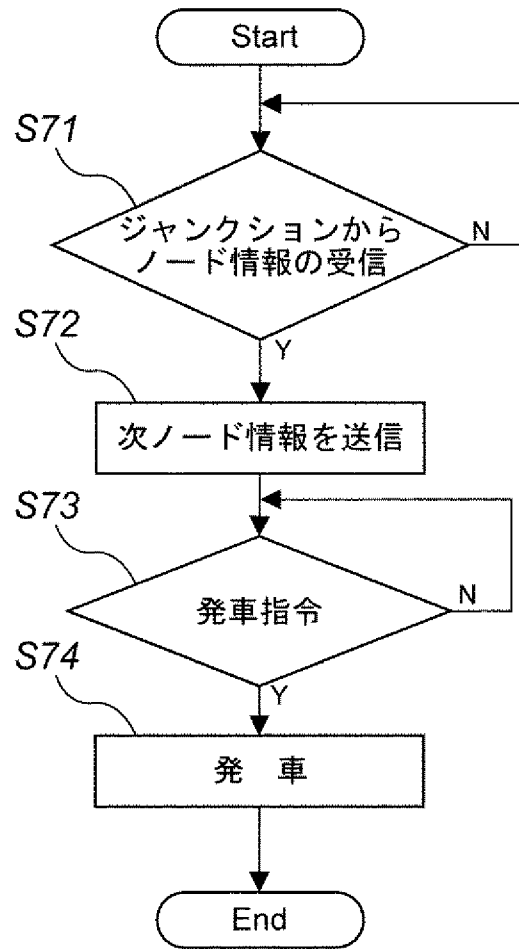 Start
S71
ジャンクションから
ノード情報の受信
N
Y
S72
次ノード情報を送信
S73
発車指令
N
Y
S74
発 車
End